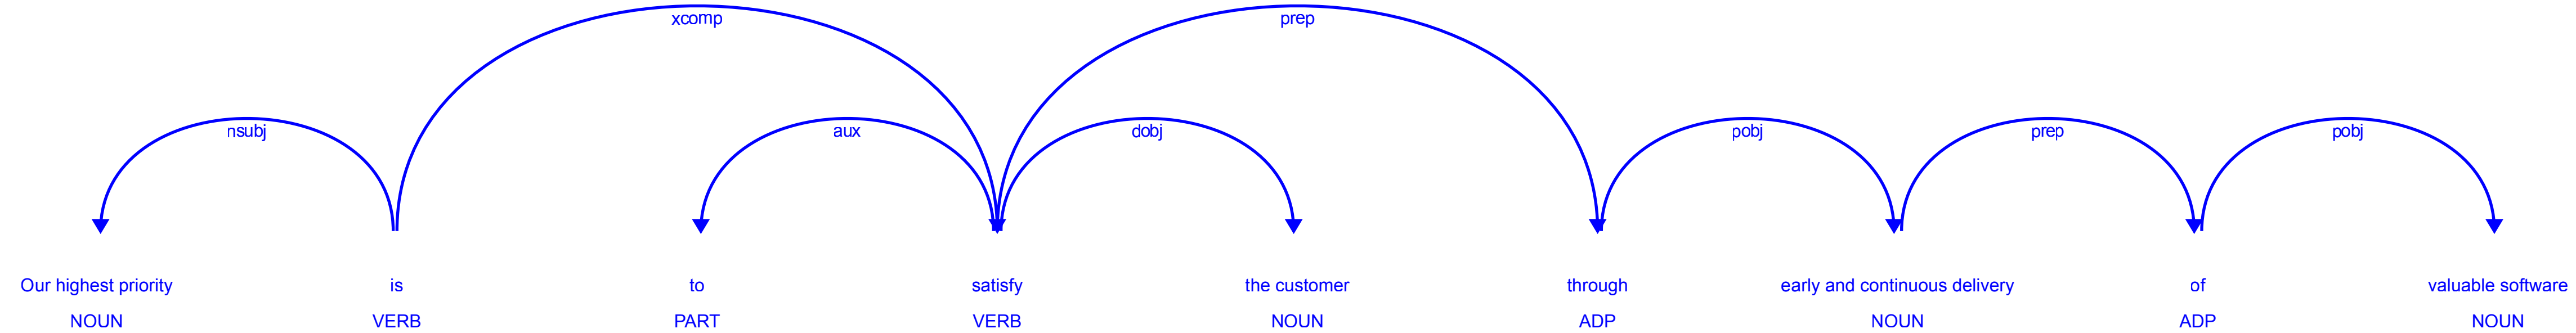 xcomp prep
nsubj aux dobj pobj prep pobj
Our highest priority is to satisfy the customer through early and continuous delivery of valuable software
NOUN VERB PART VERB NOUN ADP NOUN ADP NOUN